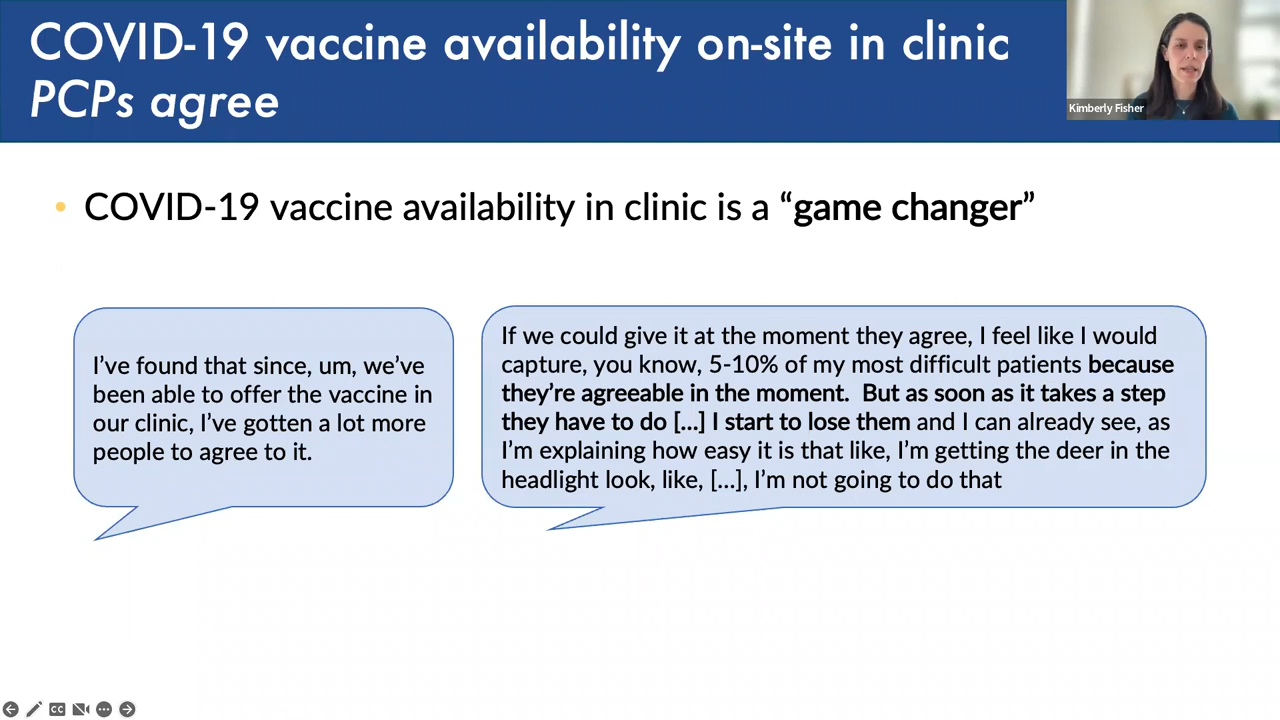 COVID-19 vaccine availability on-site in clinic
PCPs agree
Kimberly Fisher
• COVID-19 vaccine availability in clinic is a “game changer”
I’ve found that since, um, we’ve
been able to offer the vaccine in
our clinic, I’ve gotten a lot more
people to agree to it.
If we could give it at the moment they agree, I feel like I would
capture, you know, 5-10% of my most difficult patients because
they’re agreeable in the moment.  But as soon as it takes a step
they have to do […] I start to lose them and I can already see, as
I’m explaining how easy it is that like, I’m getting the deer in the
headlight look, like, […], I’m not going to do that
CC